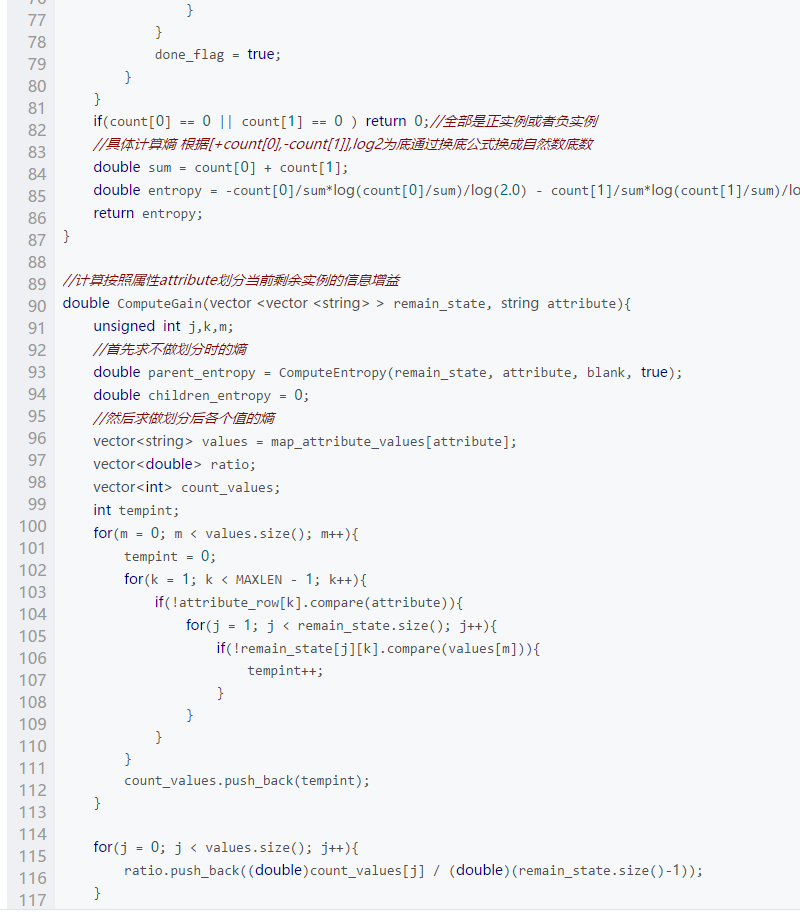 77 }
78 }
79 done_flag = true;
80 }
81 }
82 if(count[0] == 0 || count[1] == 0 ) return 0;//全部是正实例或者负实例
83 //具体计算熵 根据[+count[0],-count[1]],log2为底通过换底公式换成自然数底数
84 double sum = count[0] + count[1];
85 double entropy = -count[0]/sum*log(count[0]/sum)/log(2.0) - count[1]/sum*log(count[1]/sum)/lo
86 return entropy;
87 }
88
89 //计算按照属性attribute划分当前剩余实例的信息增益
90 double ComputeGain(vector <vector <string> > remain_state, string attribute){
91 unsigned int j,k,m;
92 //首先求不做划分时的熵
93 double parent_entropy = ComputeEntropy(remain_state, attribute, blank, true);
94 double children_entropy = 0;
95 //然后求做划分后各个值的熵
96 vector<string> values = map_attribute_values[attribute];
97 vector<double> ratio;
98 vector<int> count_values;
99 int tempint;
100 for(m = 0; m < values.size(); m++){
101 tempint = 0;
102 for(k = 1; k < MAXLEN - 1; k++){
103 if(!attribute_row[k].compare(attribute)){
104 for(j = 1; j < remain_state.size(); j++){
105 if(!remain_state[j][k].compare(values[m])){
106 tempint++;
107 }
108 }
109 }
110 }
111 count_values.push_back(tempint);
112 }
113
114 for(j = 0; j < values.size(); j++){
115 ratio.push_back((double)count_values[j] / (double)(remain_state.size()-1));
116 }
117